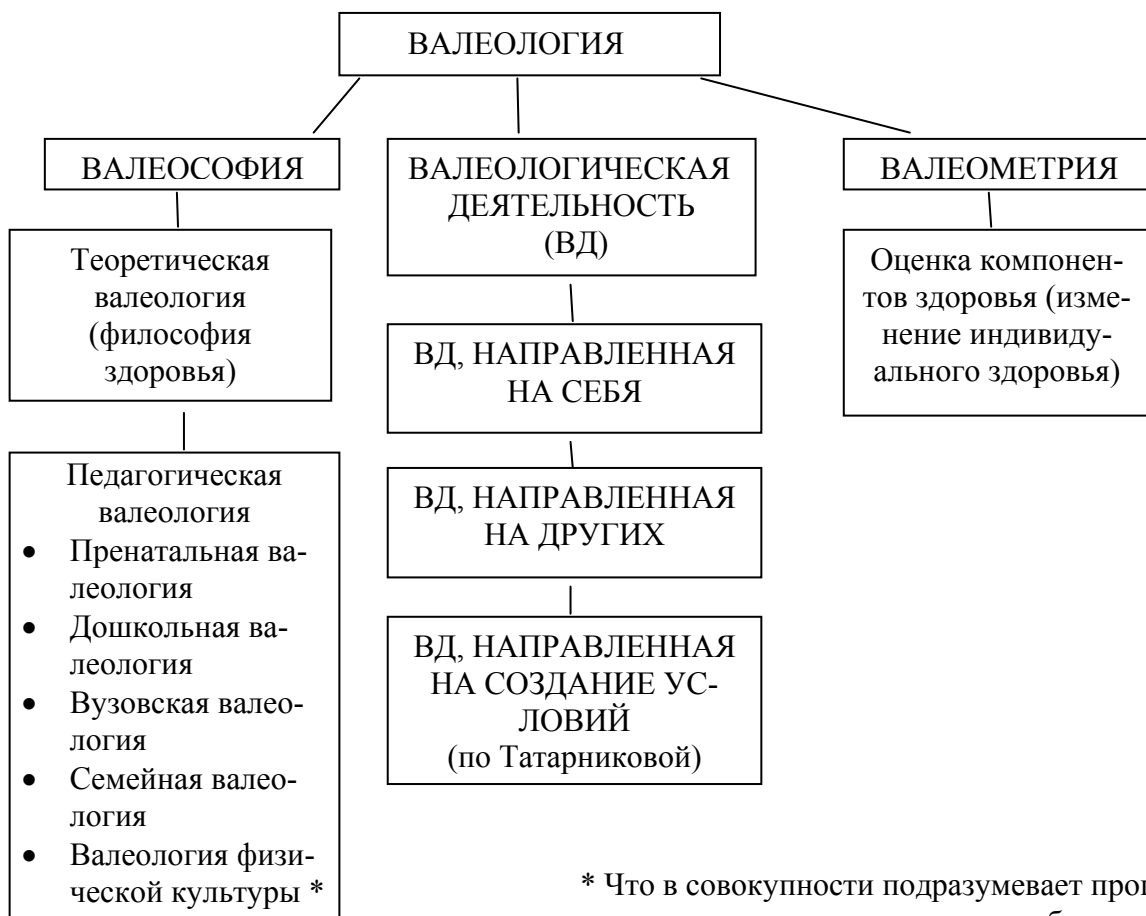 ВАЛЕОЛОГИЯ
ВАЛЕОСОФИЯ
Теоретическая
валеология
(философия
здоровья)
Педагогическая
валеология
• Пренатальная ва-
леология
• Дошкольная ва-
леология
• Вузовская валео-
логия
• Семейная валео-
логия
• Валеология физи-
ческой культуры *
ВАЛЕОЛОГИЧЕСКАЯ
ДЕЯТЕЛЬНОСТЬ
(ВД)
ВД, НАПРАВЛЕННАЯ
НА СЕБЯ
ВД, НАПРАВЛЕННАЯ
НА ДРУГИХ
ВД, НАПРАВЛЕННАЯ
НА СОЗДАНИЕ УС-
ЛОВИЙ
(по Татарниковой)
ВАЛЕОМЕТРИЯ
Оценка компонен-
тов здоровья (изме-
нение индивиду-
ального здоровья)
* Что в совокупности подразумевает